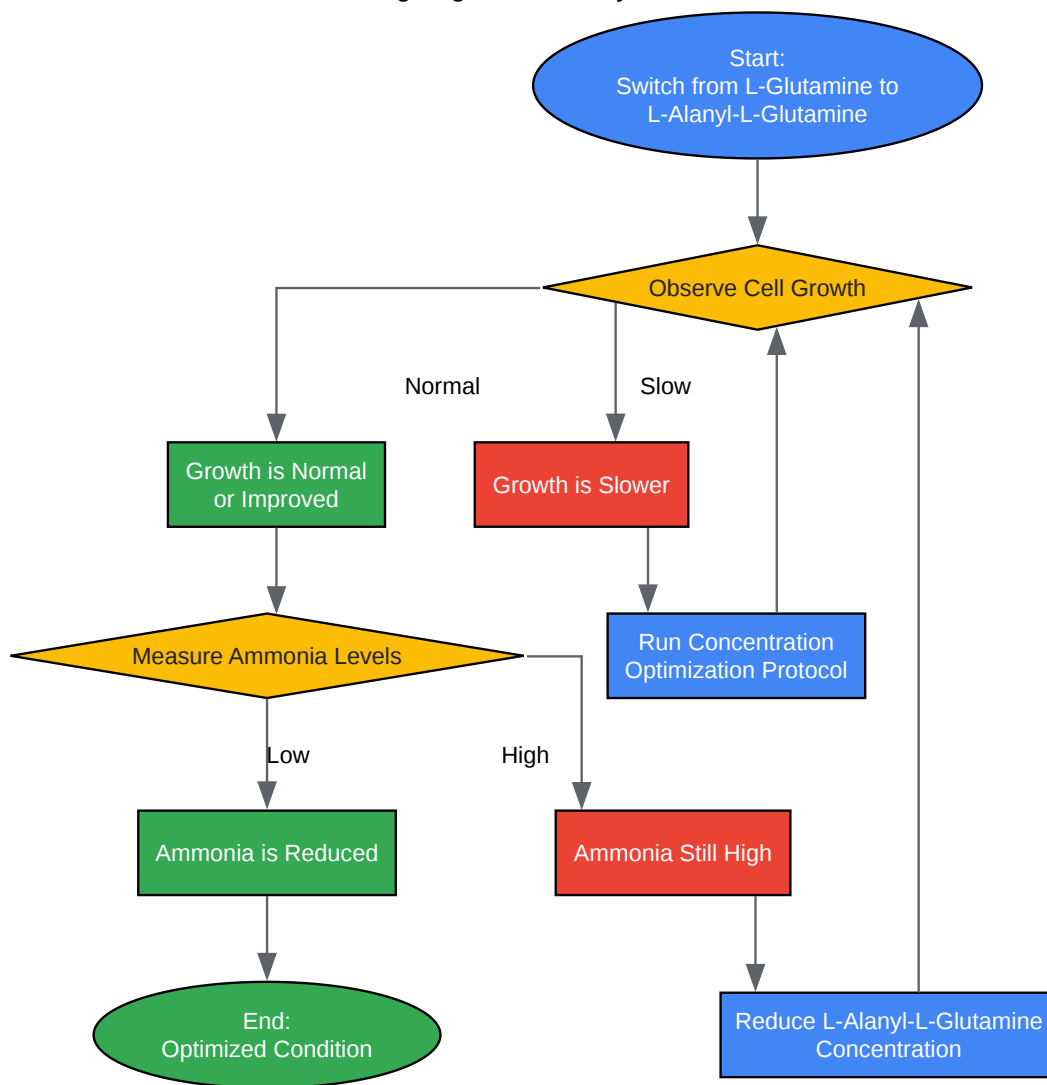 Start:
Switch from L-Glutamine to
L-Alanyl-L-Glutamine
Observe Cell Growth
Normal
Slow
Growth is Normal
or Improved
Growth is Slower
Measure Ammonia Levels
Run Concentration
Optimization Protocol
Low
High
Ammonia is Reduced
Ammonia Still High
End:
Optimized Condition
Reduce L-Alanyl-L-Glutamine
Concentration